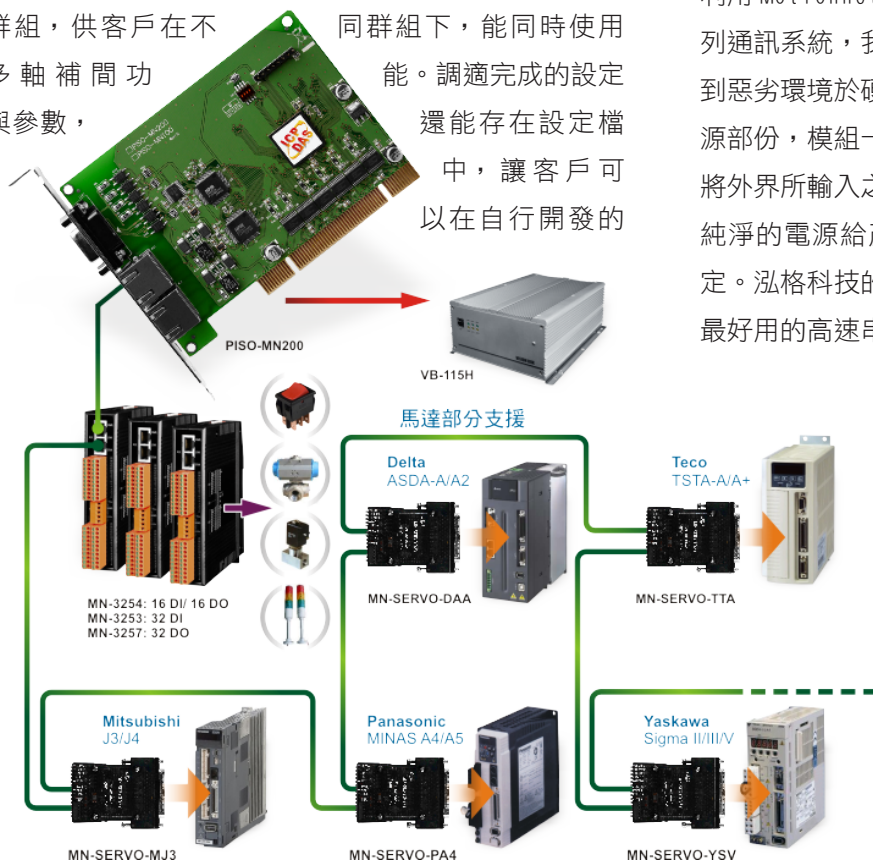 群組，供客戶在不
同群組下，能同時使用
多軸補間功
能。調適完成的設定
與參數，
還能存在設定檔
中，讓客戶可
以在自行開發的
列通訊系統，我
到惡劣環境於硬
源部份，模組一
將外界所輸入之
純淨的電源給產
定。泓格科技的
最好用的高速串
PISO-MN200
PISO-MN200
ICP
DAS
VB-115H
馬達部分支援
Delta
ASDA-A/A2
Teco
TSTA-A/A+
MN-3254: 16 DI/ 16 DO
MN-3253: 32 DI
MN-3257: 32 DO
MN-SERVO-DAA
MN-SERVO-TTA
Mitsubishi
J3/J4
Panasonic
MINAS A4/A5
Yaskawa
Sigma II/III/V
MN-SERVO-MJ3
MN-SERVO-PA4
MN-SERVO-YSV